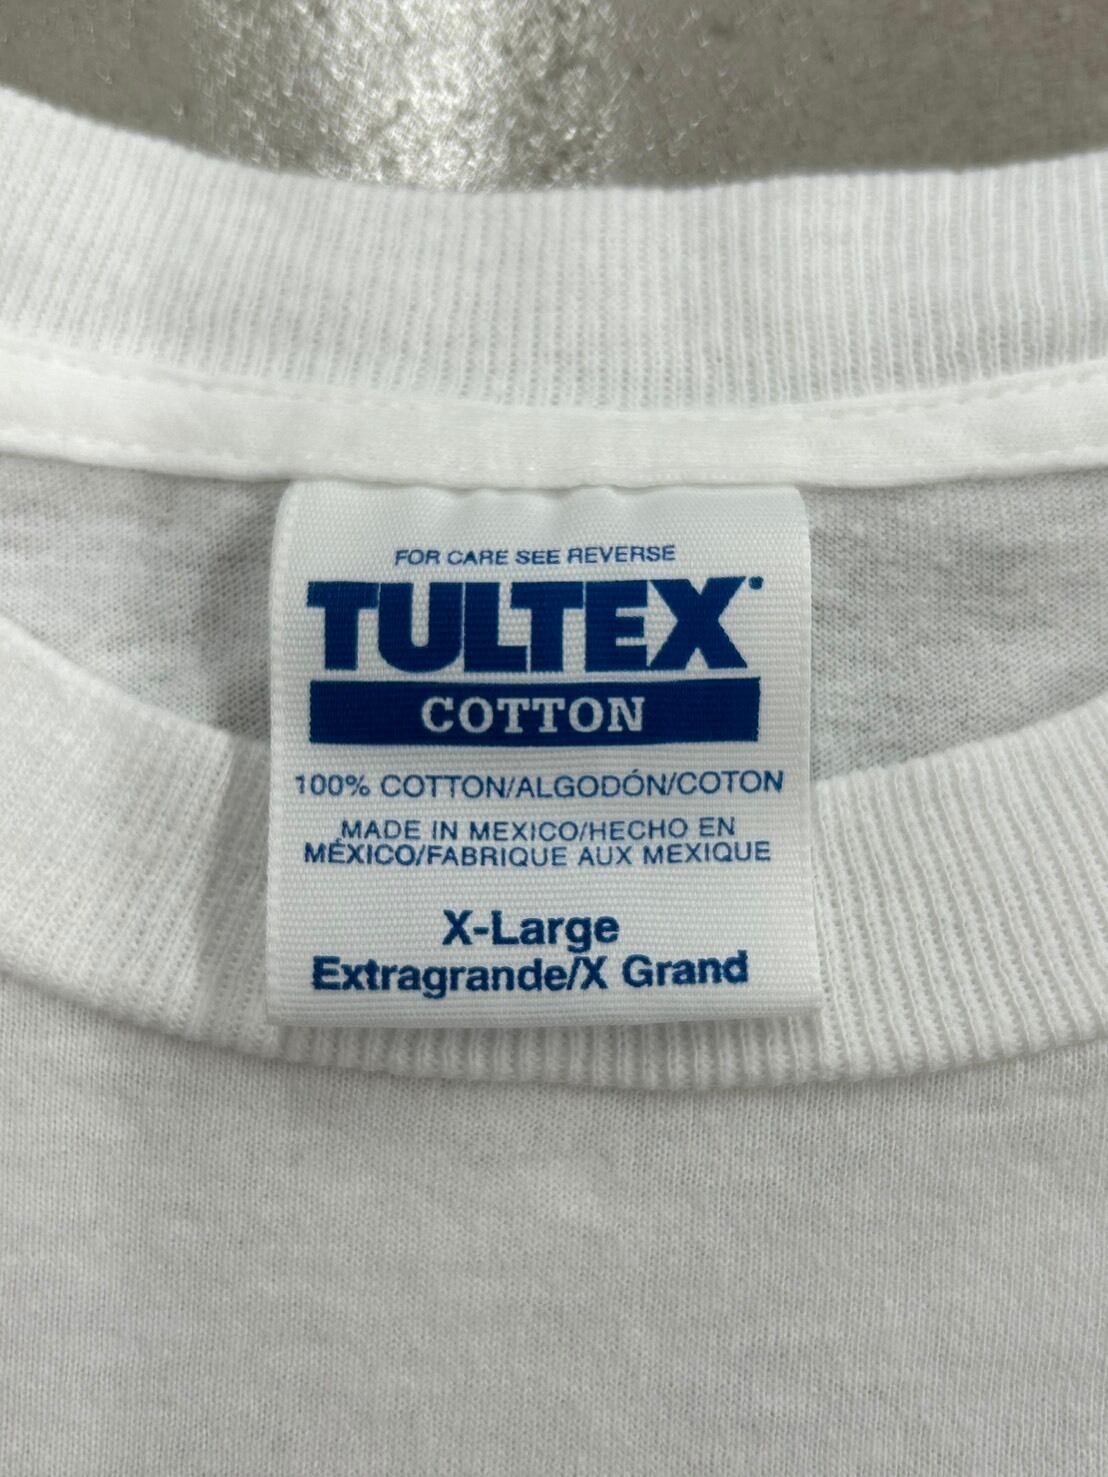 FOR CARE SEE REVERSE
TULTEX®
COTTON
100% COTTON/ALGODÓN/COTON
MADE IN MEXICO/HECHO EN
MÉXICO/FABRIQUE AUX MEXIQUE
X-Large
Extragrande/X Grand